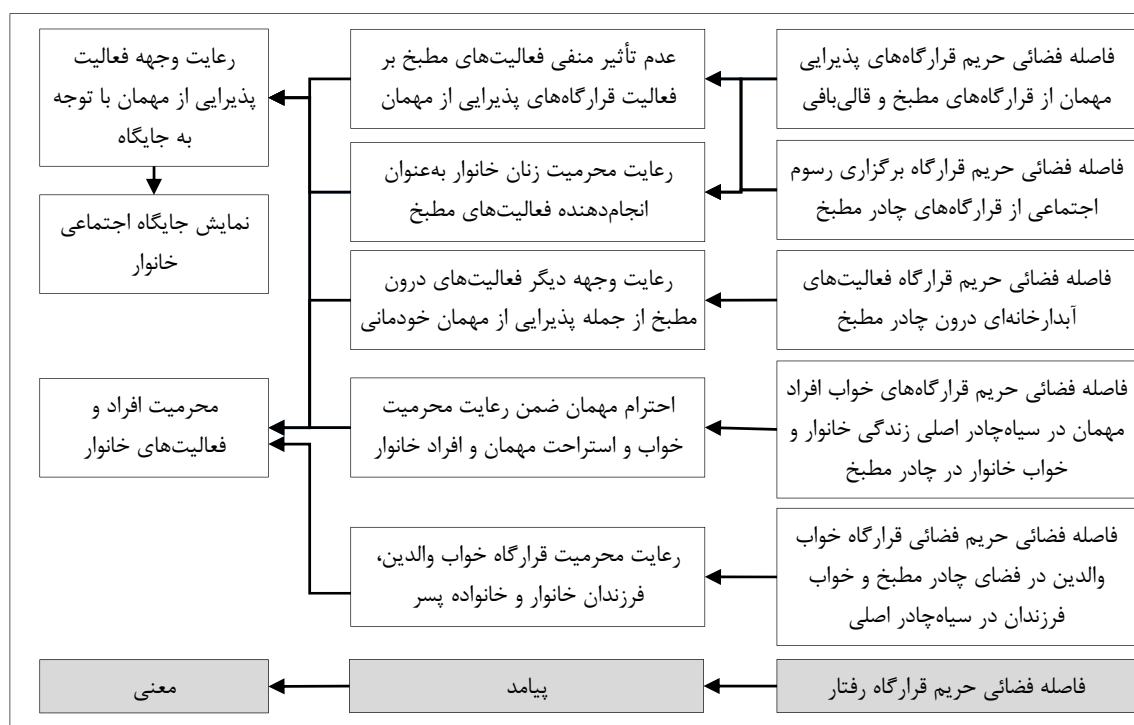 فاصله فضائی حریم قرارگاه‌های پذیرایی
مهمان از قرارگاه‌های مطبخ و قالی‌بافی
فاصله فضائی حریم قرارگاه برگزاری رسوم
اجتماعی از قرارگاه‌های چادر مطبخ
فاصله فضائی حریم قرارگاه فعالیت‌های
آبدارخانه‌ای درون چادر مطبخ
فاصله فضائی حریم قرارگاه‌های خواب افراد
مهمان در سیاه‌چادر اصلی زندگی خانوار و
خواب خانوار در چادر مطبخ
فاصله فضائی حریم فضائی قرارگاه خواب
والدین در فضای چادر مطبخ و خواب
فرزندان در سیاه‌چادر اصلی
فاصله فضائی حریم قرارگاه رفتار
عدم تأثیر منفی فعالیت‌های مطبخ بر
فعالیت قرارگاه‌های پذیرایی از مهمان
رعایت محرمیت زنان خانوار به‌عنوان
انجام‌دهنده فعالیت‌های مطبخ
رعایت وجهه دیگر فعالیت‌های درون
مطبخ از جمله پذیرایی از مهمان خودمانی
احترام مهمان ضمن رعایت محرمیت
خواب و استراحت مهمان و افراد خانوار
رعایت محرمیت قرارگاه خواب والدین،
فرزندان خانوار و خانواده پسر
پیامد
رعایت وجهه فعالیت
پذیرایی از مهمان با توجه
به جایگاه
نمایش جایگاه اجتماعی
خانوار
محرمیت افراد و
فعالیت‌های خانوار
معنی